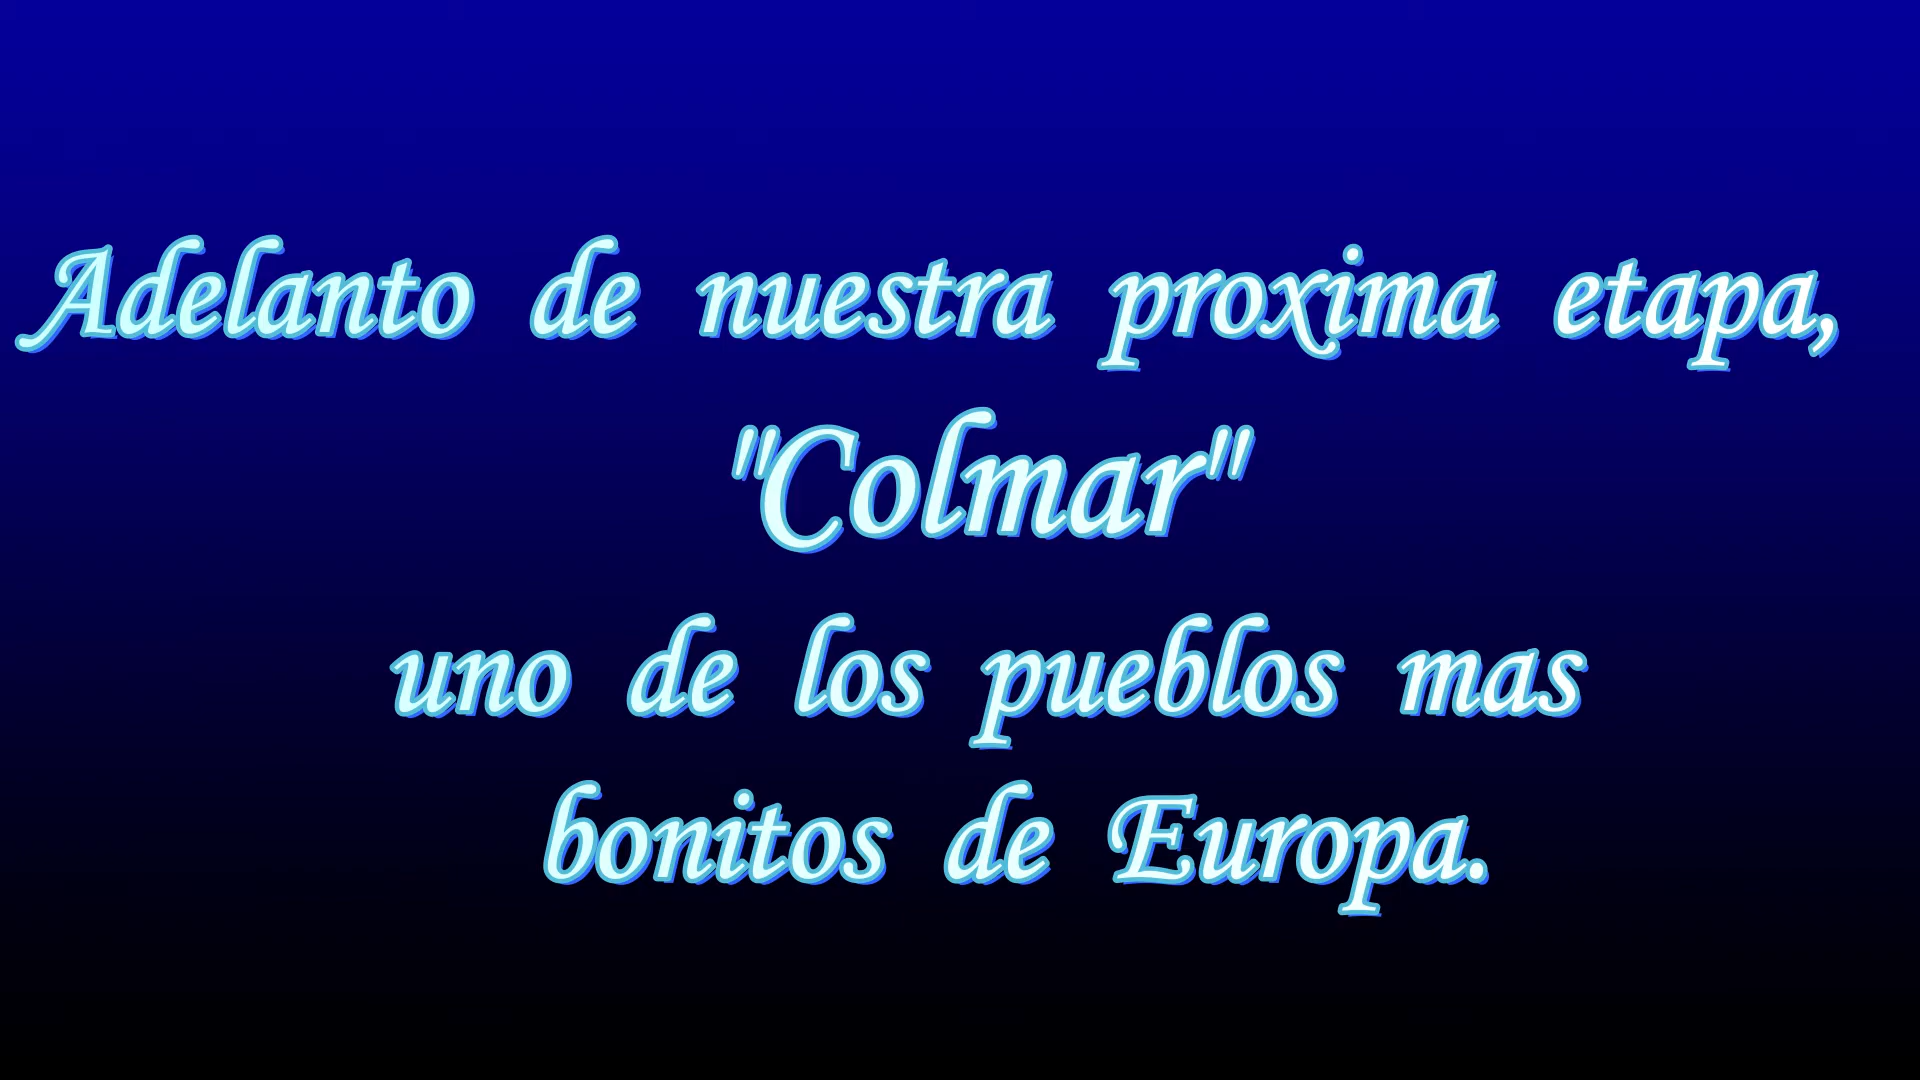 Adelanto de nuestra proxima etapa,
"Colmar"
uno de los pueblos mas
bonitos de Europa.